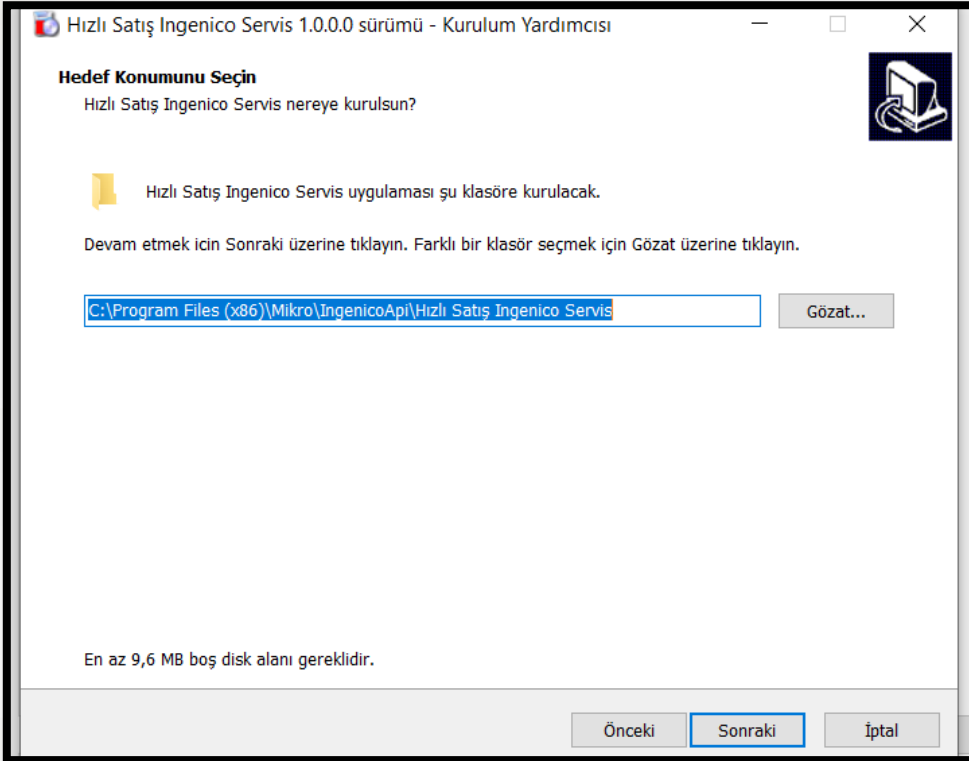 Hızlı Satış Ingenico Servis 1.0.0.0 sürümü - Kurulum Yardımcısı
Hedef Konumunu Seçin
Hızlı Satış Ingenico Servis nereye kurulsun?
Hızlı Satış Ingenico Servis uygulaması şu klasöre kurulacak.
Devam etmek icin Sonraki üzerine tıklayın. Farklı bir klasör seçmek için Gözat üzerine tıklayın.
C:\Program Files (x86)\Mikro\IngenicoApi\Hızlı Satış Ingenico Servis
Gözat...
En az 9,6 MB boş disk alanı gereklidir.
Önceki
Sonraki
İptal